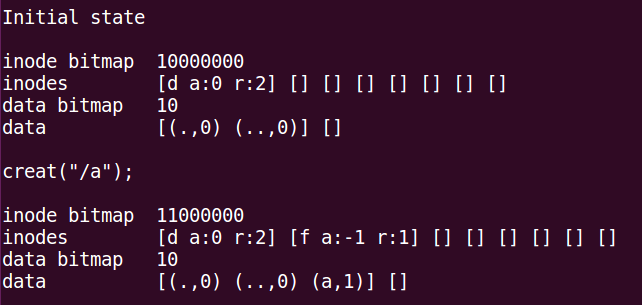 Initial state
inode bitmap  10000000
inodes        [d a:0 r:2] [] [] [] [] [] [] []
data bitmap   10
data          [(.,0) (..,0)] []
creat("/a");
inode bitmap  11000000
inodes        [d a:0 r:2] [f a:-1 r:1] [] [] [] [] [] []
data bitmap   10
data          [(.,0) (..,0) (a,1)] []